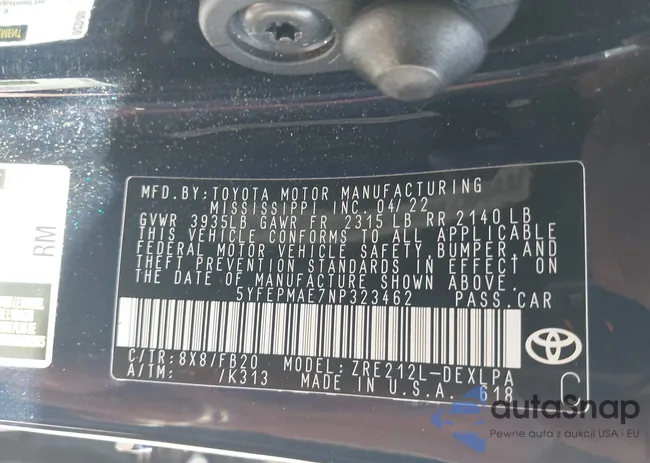 MFD.BY:TOYOTA MOTOR MANUFACTURING
MISSISSIPPI INC. 04/22
GVWR 3935LB GAWR FR 2315 LB RR 2140 LB
THIS VEHICLE CONFORMS TO ALL APPLICABLE
FEDERAL MOTOR VEHICLE SAFETY,BUMPER,AND
THEFT PREVENTION STANDARDS IN EFFECT ON
THE DATE OF MANUFACTURE SHOWN ABOVE.
5YFEPMAE7NP323462 PASS.CAR
C/TR:8X8/FB20 MODEL:ZRE212L-DEXLPA
A/TM: /K313 MADE IN U.S.A. 618
C
RM
autoSnap
Pewne auto z aukcji USA i EU